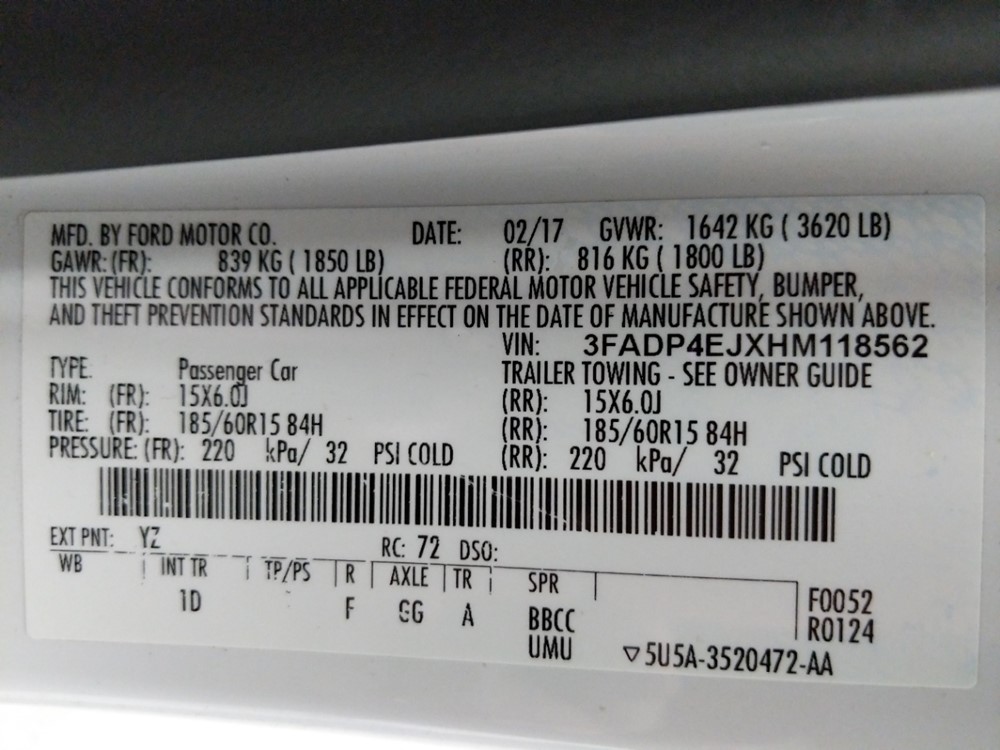 MFD. BY FORD MOTOR CO. DATE: 02/17 GVWR: 1642 KG ( 3620 LB)
GAWR: (FR): 839 KG ( 1850 LB) (RR): 816 KG ( 1800 LB)
THIS VEHICLE CONFORMS TO ALL APPLICABLE FEDERAL MOTOR VEHICLE SAFETY, BUMPER,
AND THEFT PREVENTION STANDARDS IN EFFECT ON THE DATE OF MANUFACTURE SHOWN ABOVE.
VIN: 3FADP4EJXHM118562
TYPE. Passenger Car TRAILER TOWING - SEE OWNER GUIDE
RIM: (FR): 15X6.0J (RR): 15X6.0J
TIRE: (FR): 185/60R15 84H (RR): 185/60R15 84H
PRESSURE: (FR): 220 kPa/ 32 PSI COLD (RR): 220 kPa/ 32 PSI COLD
EXT PNT: YZ RC: 72 DSO:
WB INT TR TP/PS R AXLE TR SPR
1D F GG A BBCC F0052
UMU R0124
▽5U5A-3520472-AA